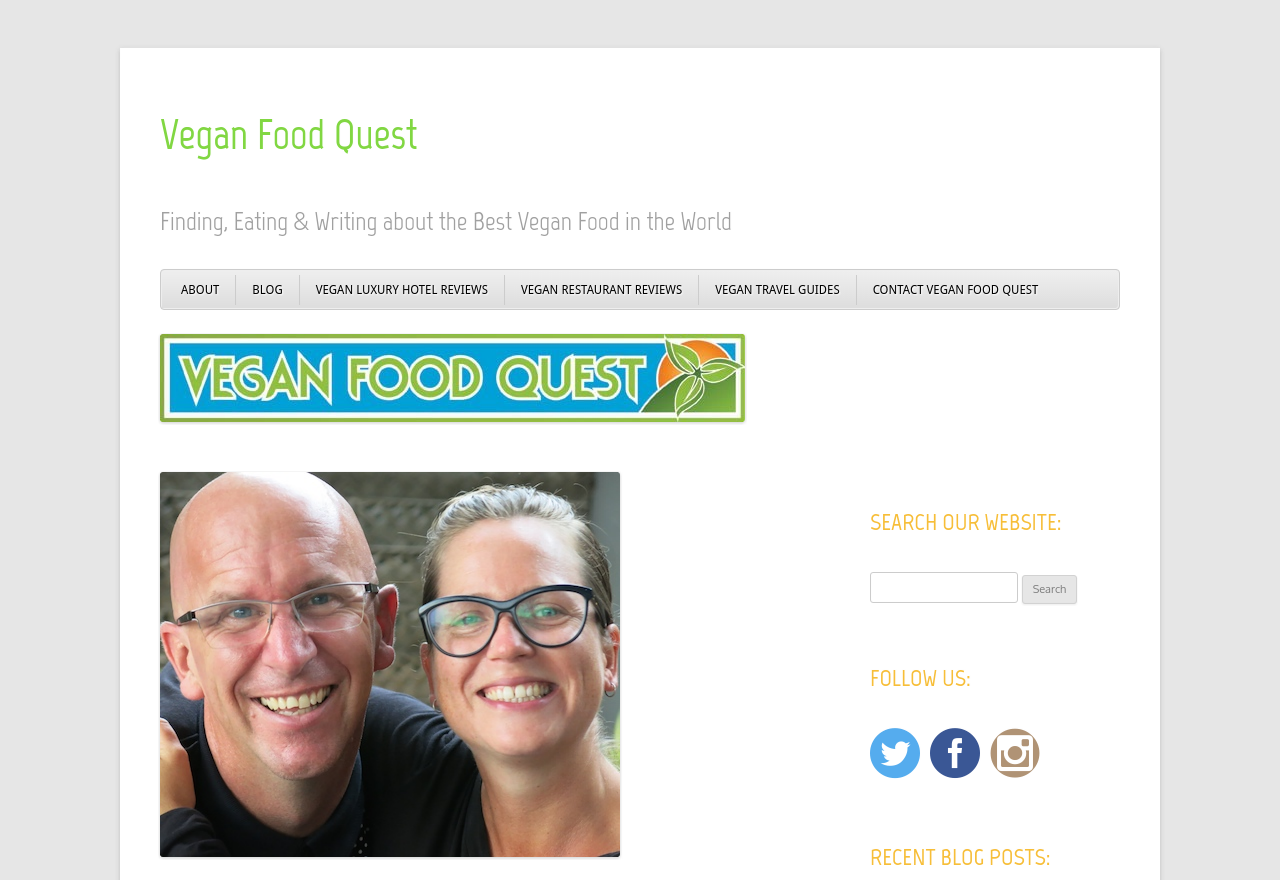 Vegan Food Quest
Finding, Eating & Writing about the Best Vegan Food in the World
ABOUT
BLOG
VEGAN LUXURY HOTEL REVIEWS
VEGAN RESTAURANT REVIEWS
VEGAN TRAVEL GUIDES
CONTACT VEGAN FOOD QUEST
VEGAN FOOD QUEST
SEARCH OUR WEBSITE:
Search
FOLLOW US:
RECENT BLOG POSTS: